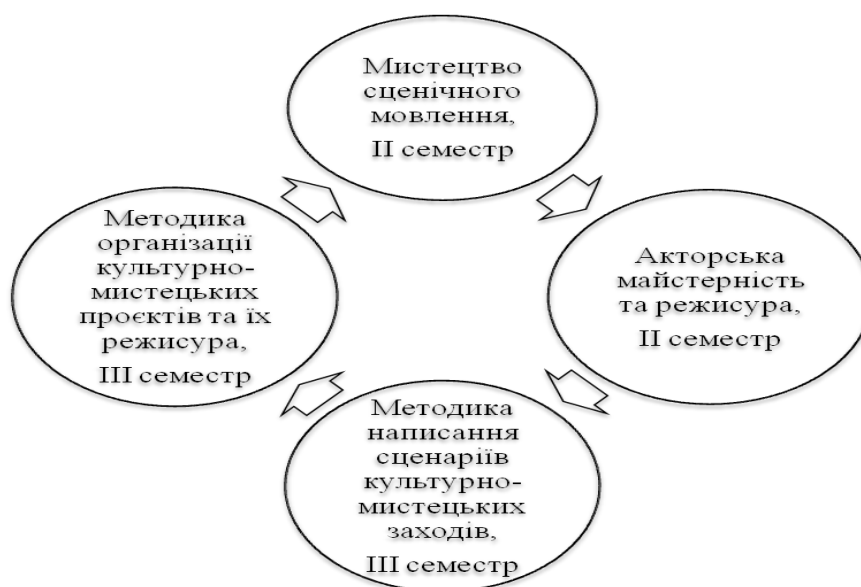 Мистецтво
сценічного
мовлення,
ІІ семестр
Акторська
майстерність
та режисура,
ІІ семестр
Методика
написання
сценаріїв
культурно-
мистецьких
заходів,
ІІІ семестр
Методика
організації
культурно-
мистецьких
проєктів та їх
режисура,
ІІІ семестр